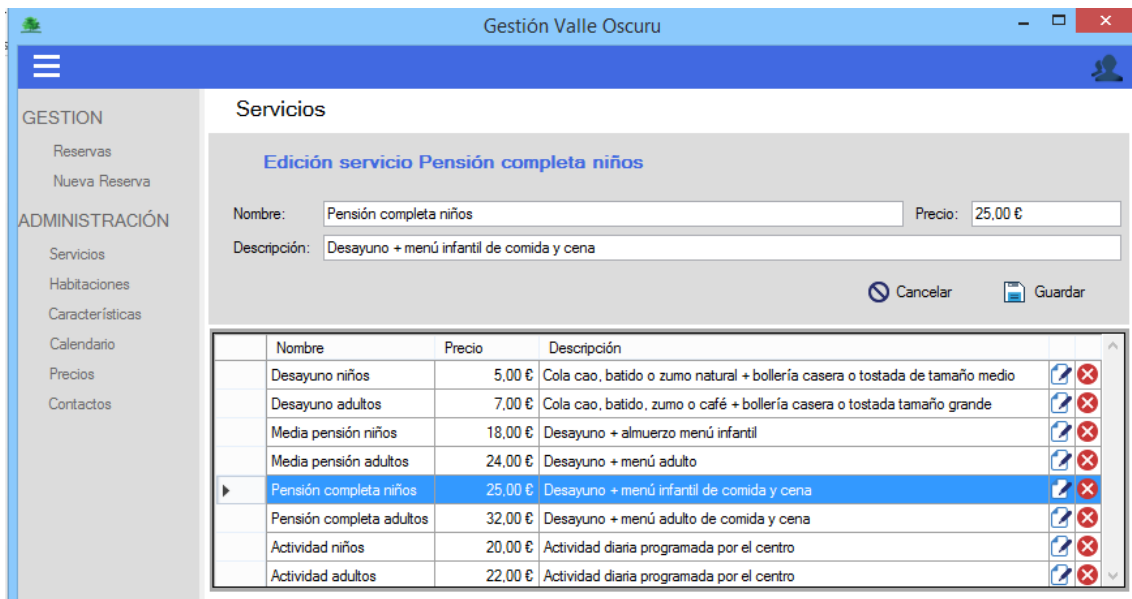 Gestión Valle Oscuru
GESTION
Reservas
Nueva Reserva
ADMINISTRACIÓN
Servicios
Habitaciones
Características
Calendario
Precios
Contactos
Servicios
Edición servicio Pensión completa niños
Nombre: Pensión completa niños Precio: 25,00 €
Descripción: Desayuno + menú infantil de comida y cena
Cancelar Guardar
Nombre Precio Descripción
Desayuno niños 5,00 € Cola cao, batido o zumo natural + bollería casera o tostada de tamaño medio
Desayuno adultos 7,00 € Cola cao, batido, zumo o café + bollería casera o tostada tamaño grande
Media pensión niños 18,00 € Desayuno + almuerzo menú infantil
Media pensión adultos 24,00 € Desayuno + menú adulto
Pensión completa niños 25,00 € Desayuno + menú infantil de comida y cena
Pensión completa adultos 32,00 € Desayuno + menú adulto de comida y cena
Actividad niños 20,00 € Actividad diaria programada por el centro
Actividad adultos 22,00 € Actividad diaria programada por el centro